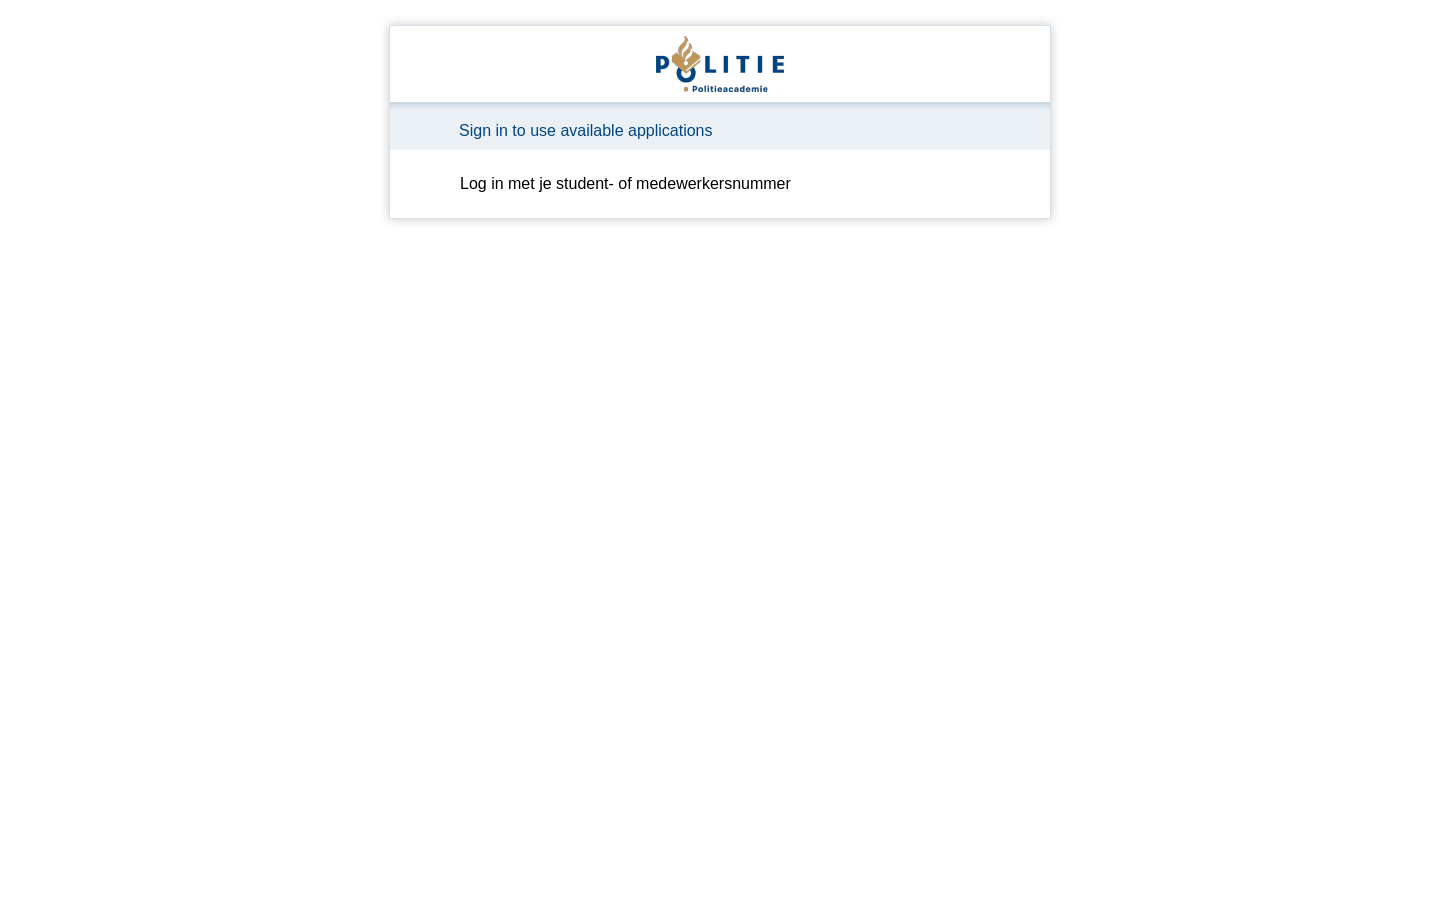 POLITIE
Politieacademie
Sign in to use available applications
Log in met je student- of medewerkersnummer